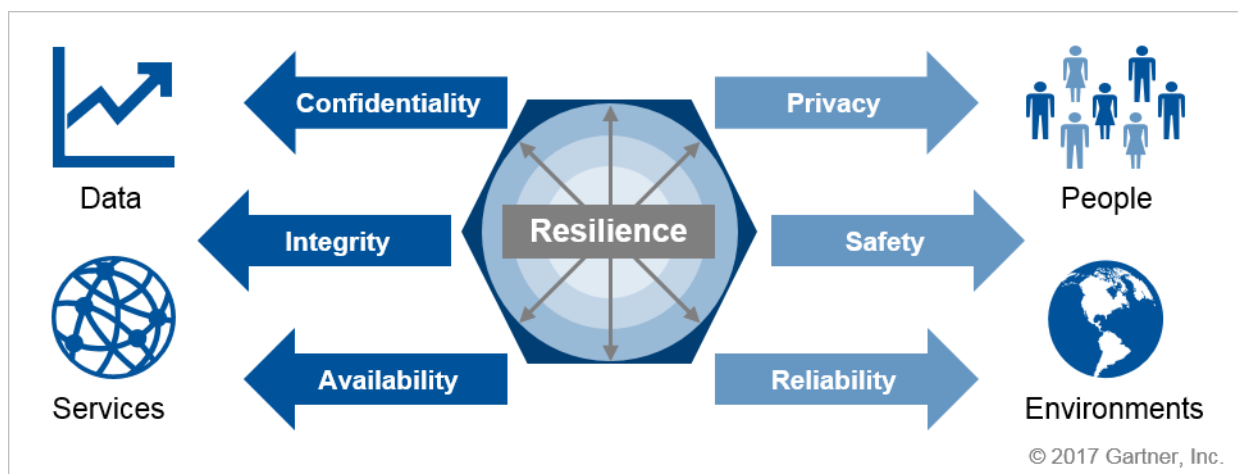 Confidentiality
Privacy
Data
People
Resilience
Integrity
Safety
Availability
Reliability
Services
Environments
© 2017 Gartner, Inc.